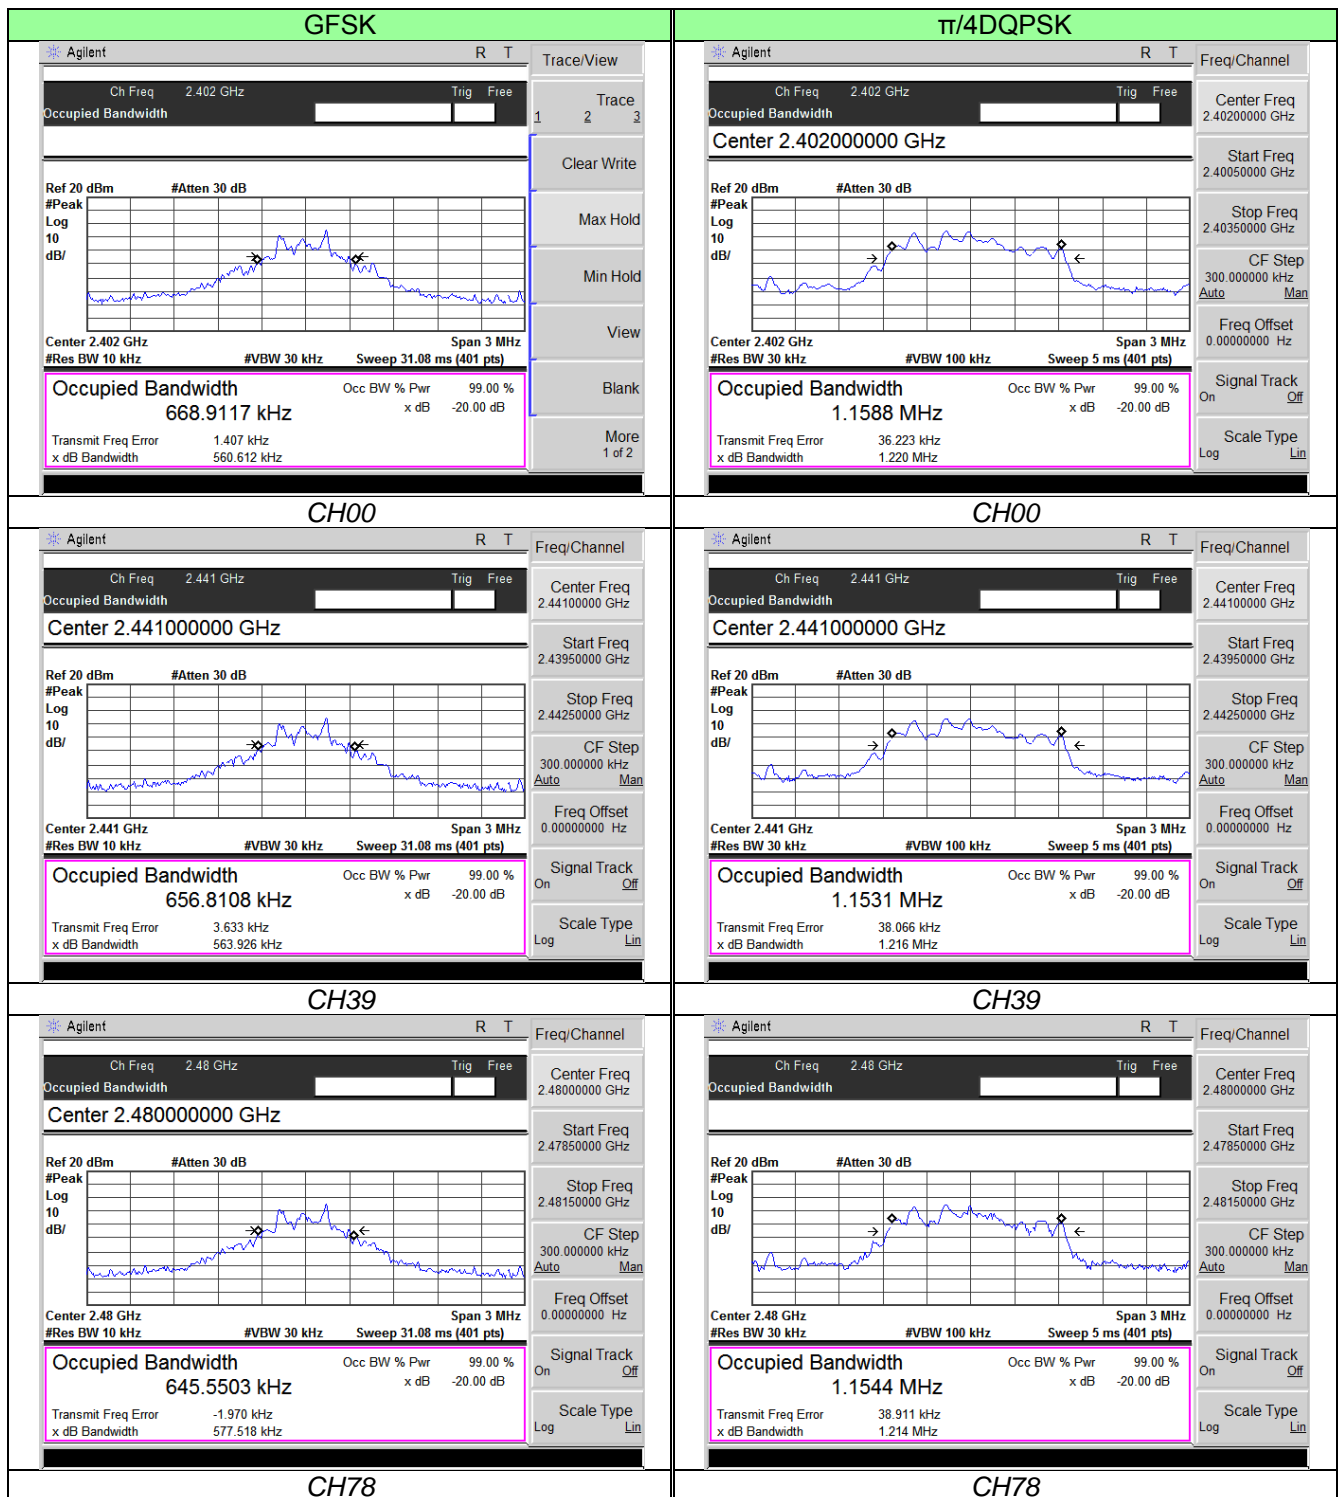 GFSK
π/4DQPSK
Agilent R T
Trace/View
Ch Freq 2.402 GHz Trig Free
Occupied Bandwidth
Trace
1 2 3
Clear Write
Max Hold
Min Hold
View
Blank
More
1 of 2
Ref 20 dBm #Atten 30 dB
#Peak
Log
10
dB/
Center 2.402 GHz Span 3 MHz
#Res BW 10 kHz #VBW 30 kHz Sweep 31.08 ms (401 pts)
Occupied Bandwidth Occ BW % Pwr 99.00 %
668.9117 kHz x dB -20.00 dB
Transmit Freq Error 1.407 kHz
x dB Bandwidth 560.612 kHz
CH00
Agilent R T
Freq/Channel
Ch Freq 2.402 GHz Trig Free
Occupied Bandwidth
Center 2.402000000 GHz
Center Freq
2.40200000 GHz
Start Freq
2.40050000 GHz
Stop Freq
2.40350000 GHz
CF Step
300.000000 kHz
Auto Man
Freq Offset
0.00000000 Hz
Signal Track
On Off
Scale Type
Log Lin
Ref 20 dBm #Atten 30 dB
#Peak
Log
10
dB/
Center 2.402 GHz Span 3 MHz
#Res BW 30 kHz #VBW 100 kHz Sweep 5 ms (401 pts)
Occupied Bandwidth Occ BW % Pwr 99.00 %
1.1588 MHz x dB -20.00 dB
Transmit Freq Error 36.223 kHz
x dB Bandwidth 1.220 MHz
CH00
Agilent R T
Freq/Channel
Ch Freq 2.441 GHz Trig Free
Occupied Bandwidth
Center 2.441000000 GHz
Center Freq
2.44100000 GHz
Start Freq
2.43950000 GHz
Stop Freq
2.44250000 GHz
CF Step
300.000000 kHz
Auto Man
Freq Offset
0.00000000 Hz
Signal Track
On Off
Scale Type
Log Lin
Ref 20 dBm #Atten 30 dB
#Peak
Log
10
dB/
Center 2.441 GHz Span 3 MHz
#Res BW 10 kHz #VBW 30 kHz Sweep 31.08 ms (401 pts)
Occupied Bandwidth Occ BW % Pwr 99.00 %
656.8108 kHz x dB -20.00 dB
Transmit Freq Error 3.633 kHz
x dB Bandwidth 563.926 kHz
CH39
Agilent R T
Freq/Channel
Ch Freq 2.441 GHz Trig Free
Occupied Bandwidth
Center 2.441000000 GHz
Center Freq
2.44100000 GHz
Start Freq
2.43950000 GHz
Stop Freq
2.44250000 GHz
CF Step
300.000000 kHz
Auto Man
Freq Offset
0.00000000 Hz
Signal Track
On Off
Scale Type
Log Lin
Ref 20 dBm #Atten 30 dB
#Peak
Log
10
dB/
Center 2.441 GHz Span 3 MHz
#Res BW 30 kHz #VBW 100 kHz Sweep 5 ms (401 pts)
Occupied Bandwidth Occ BW % Pwr 99.00 %
1.1531 MHz x dB -20.00 dB
Transmit Freq Error 38.066 kHz
x dB Bandwidth 1.216 MHz
CH39
Agilent R T
Freq/Channel
Ch Freq 2.48 GHz Trig Free
Occupied Bandwidth
Center 2.480000000 GHz
Center Freq
2.48000000 GHz
Start Freq
2.47850000 GHz
Stop Freq
2.48150000 GHz
CF Step
300.000000 kHz
Auto Man
Freq Offset
0.00000000 Hz
Signal Track
On Off
Scale Type
Log Lin
Ref 20 dBm #Atten 30 dB
#Peak
Log
10
dB/
Center 2.48 GHz Span 3 MHz
#Res BW 10 kHz #VBW 30 kHz Sweep 31.08 ms (401 pts)
Occupied Bandwidth Occ BW % Pwr 99.00 %
645.5503 kHz x dB -20.00 dB
Transmit Freq Error -1.970 kHz
x dB Bandwidth 577.518 kHz
CH78
Agilent R T
Freq/Channel
Ch Freq 2.48 GHz Trig Free
Occupied Bandwidth
Center Freq
2.48000000 GHz
Start Freq
2.47850000 GHz
Stop Freq
2.48150000 GHz
CF Step
300.000000 kHz
Auto Man
Freq Offset
0.00000000 Hz
Signal Track
On Off
Scale Type
Log Lin
Ref 20 dBm #Atten 30 dB
#Peak
Log
10
dB/
Center 2.48 GHz Span 3 MHz
#Res BW 30 kHz #VBW 100 kHz Sweep 5 ms (401 pts)
Occupied Bandwidth Occ BW % Pwr 99.00 %
1.1544 MHz x dB -20.00 dB
Transmit Freq Error 38.911 kHz
x dB Bandwidth 1.214 MHz
CH78